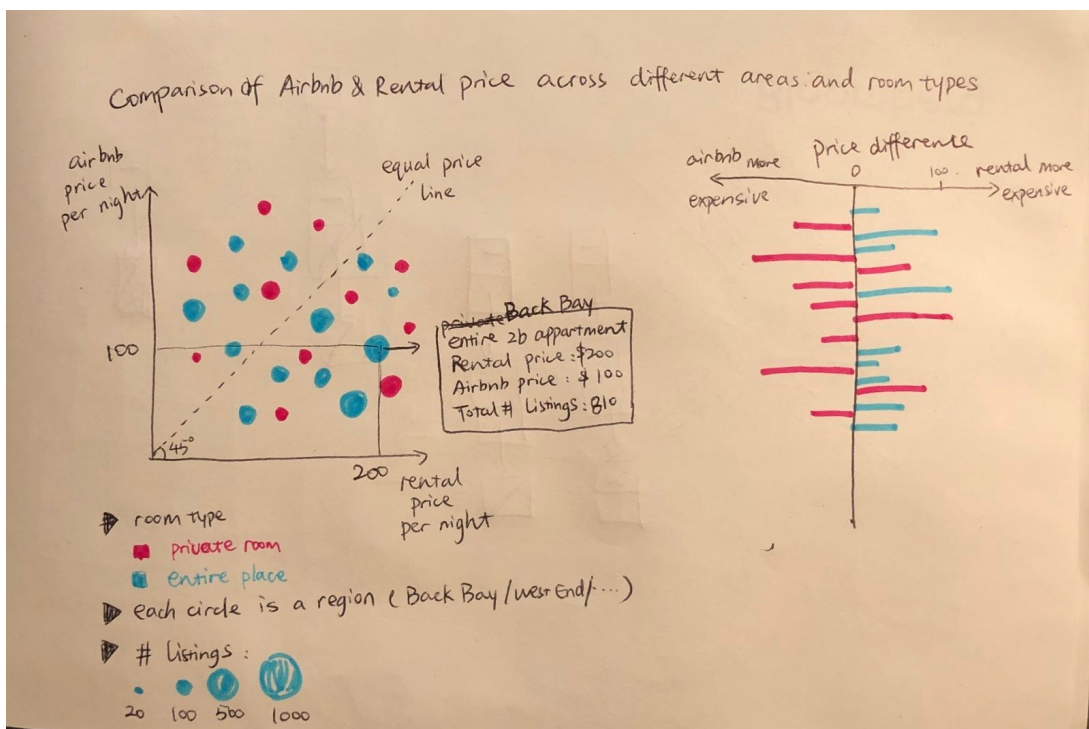 Comparison of Airbnb & Rental price across different areas and room types
airbnb
price
per night
equal price
line
100
45°
200
rental
price
per night
private Back Bay
entire 2b appartment
Rental price : $200
Airbnb price : $100
Total # Listings : 810
Price difference
airbnb more
expensive
0
100
rental more
expensive
room type
private room
entire place
each circle is a region ( Back Bay / West End / .... )
# Listings :
20 100 500 1000